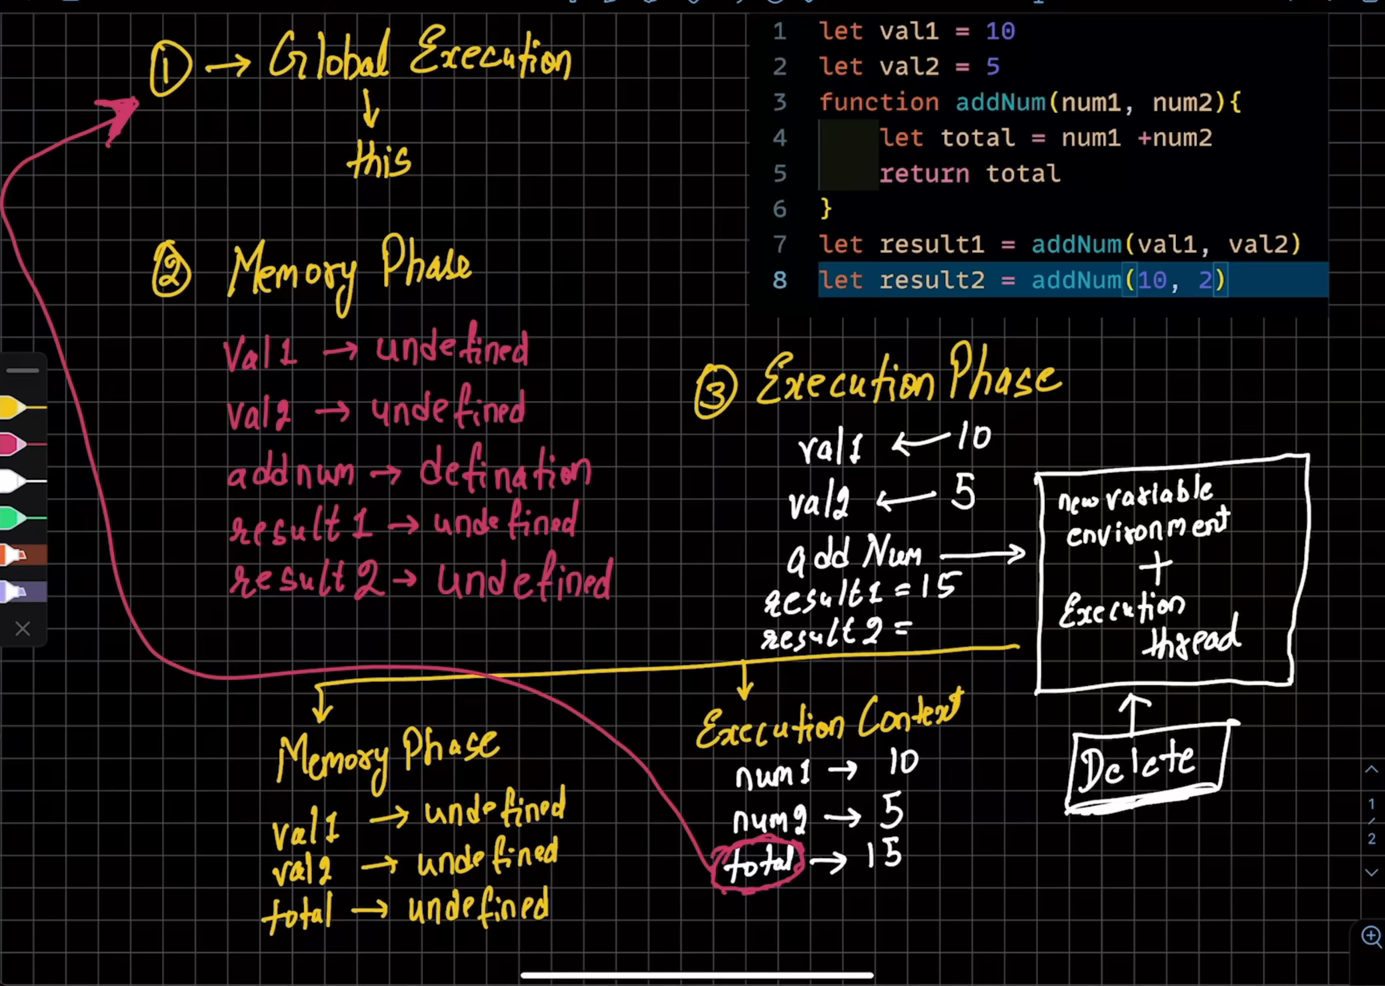 ① → Global Execution
↓
this
② Memory Phase
Val1 → undefined
val2 → undefined
addnum → defination
result1 → undefined
result2 → undefined
1 let val1 = 10
2 let val2 = 5
3 function addNum(num1, num2){
4 let total = num1 +num2
5 return total
6 }
7 let result1 = addNum(val1, val2)
8 let result2 = addNum(10, 2)
③ Execution Phase
val1 ← 10
val2 ← 5
add Num →
result1 = 15
result2 =
new variable
environment
+
Execution
thread
Delete
Memory Phase
val1 → undefined
val2 → undefined
total → undefined
Execution Context
num1 → 10
num2 → 5
total → 15
1
/
2